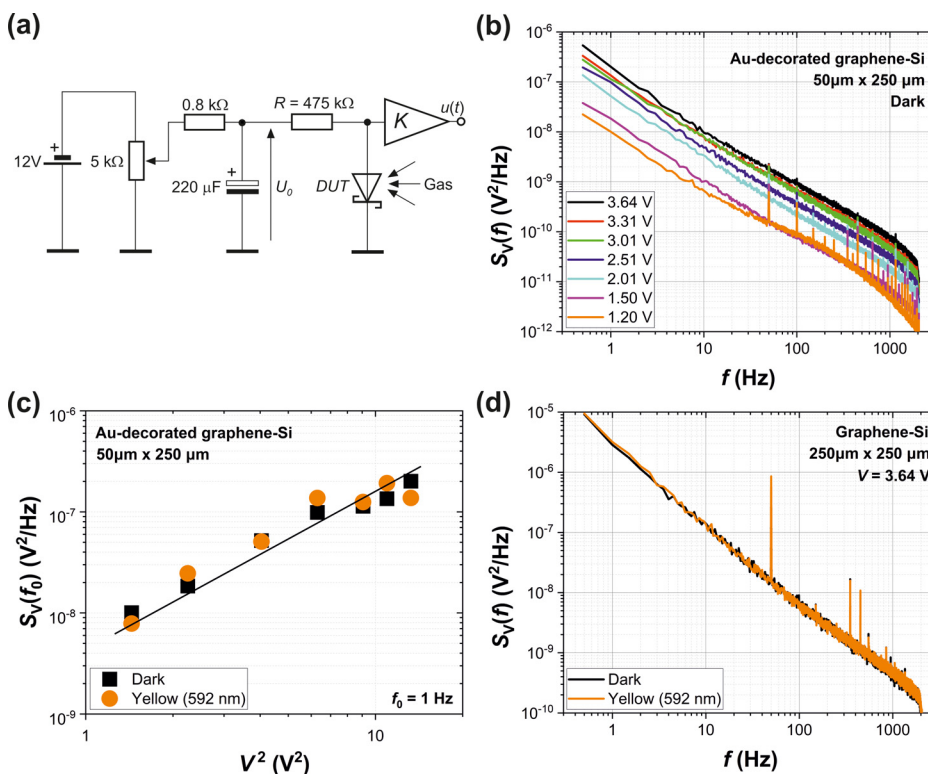 (a)
12V
+
5 kΩ
0.8 kΩ
220 μF
+
U₀
R = 475 kΩ
K
u(t)
DUT
Gas
(b)
Au-decorated graphene-Si
50μm x 250 μm
Dark
3.64 V
3.31 V
3.01 V
2.51 V
2.01 V
1.50 V
1.20 V
10⁻⁶
10⁻⁷
10⁻⁸
10⁻⁹
10⁻¹⁰
10⁻¹¹
10⁻¹²
Sᵥ(f) (V²/Hz)
1 10 100 1000
f (Hz)
(c)
Au-decorated graphene-Si
50μm x 250 μm
10⁻⁶
10⁻⁷
10⁻⁸
10⁻⁹
Sᵥ(f₀) (V²/Hz)
Dark
Yellow (592 nm)
f₀ = 1 Hz
1 10
V² (V²)
(d)
Graphene-Si
250μm x 250 μm
V = 3.64 V
10⁻⁵
10⁻⁶
10⁻⁷
10⁻⁸
10⁻⁹
10⁻¹⁰
Sᵥ(f) (V²/Hz)
Dark
Yellow (592 nm)
1 10 100 1000
f (Hz)